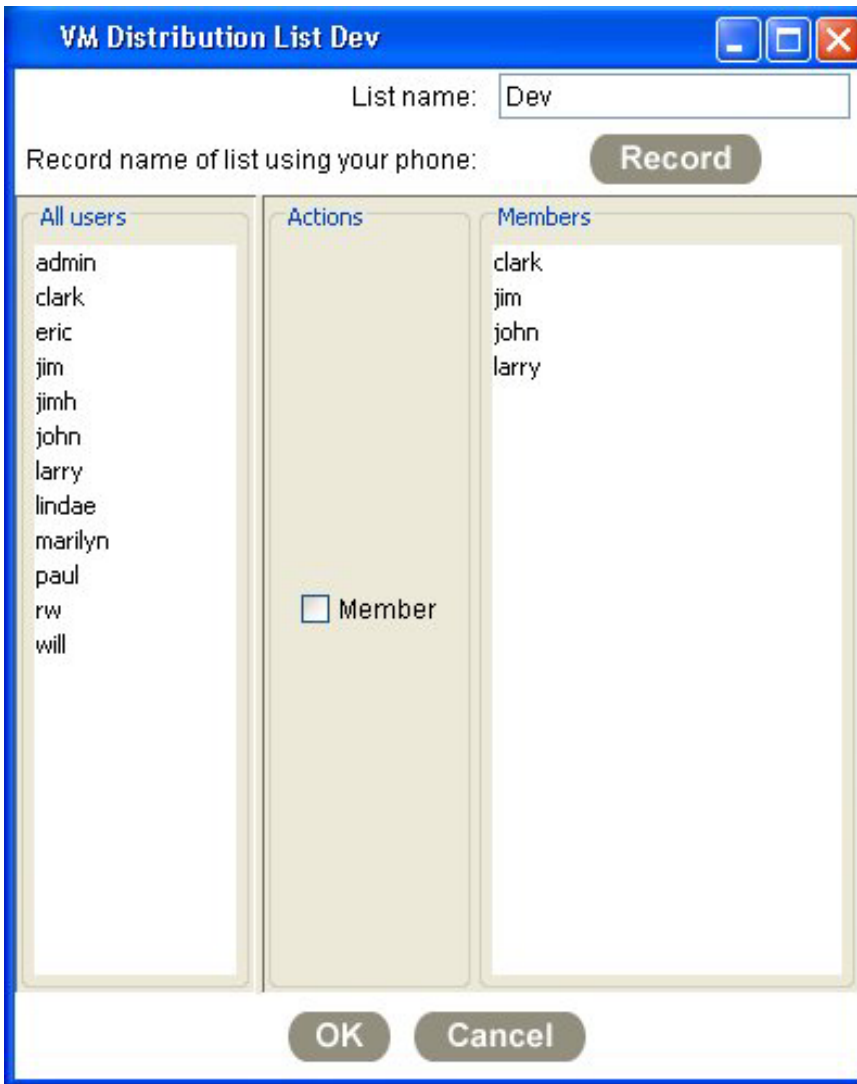 VM Distribution List Dev
List name: Dev
Record name of list using your phone: Record
All users
admin
clark
eric
jim
jimh
john
larry
lindae
marilyn
paul
rw
will
Actions
Member
Members
clark
jim
john
larry
OK Cancel